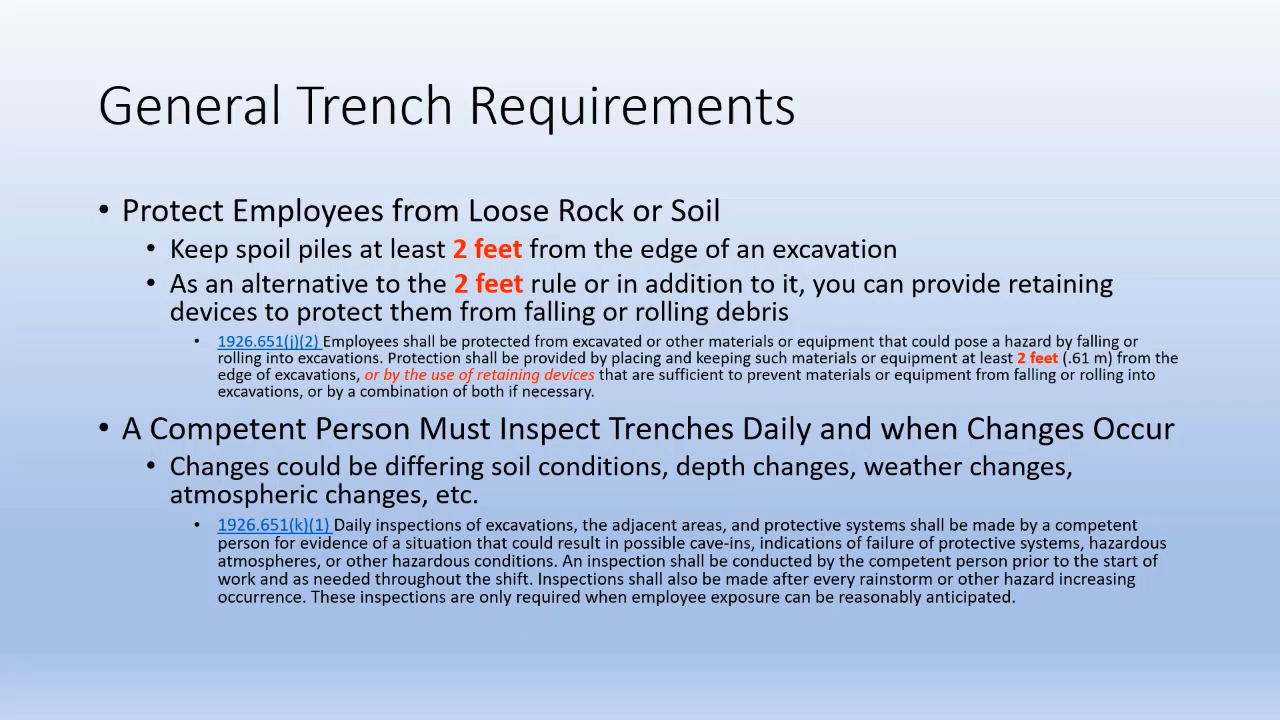 General Trench Requirements
• Protect Employees from Loose Rock or Soil
• Keep spoil piles at least 2 feet from the edge of an excavation
• As an alternative to the 2 feet rule or in addition to it, you can provide retaining
devices to protect them from falling or rolling debris
• 1926.651(j)(2) Employees shall be protected from excavated or other materials or equipment that could pose a hazard by falling or
rolling into excavations. Protection shall be provided by placing and keeping such materials or equipment at least 2 feet (.61 m) from the
edge of excavations, or by the use of retaining devices that are sufficient to prevent materials or equipment from falling or rolling into
excavations, or by a combination of both if necessary.
• A Competent Person Must Inspect Trenches Daily and when Changes Occur
• Changes could be differing soil conditions, depth changes, weather changes,
atmospheric changes, etc.
• 1926.651(k)(1) Daily inspections of excavations, the adjacent areas, and protective systems shall be made by a competent
person for evidence of a situation that could result in possible cave-ins, indications of failure of protective systems, hazardous
atmospheres, or other hazardous conditions. An inspection shall be conducted by the competent person prior to the start of
work and as needed throughout the shift. Inspections shall also be made after every rainstorm or other hazard increasing
occurrence. These inspections are only required when employee exposure can be reasonably anticipated.